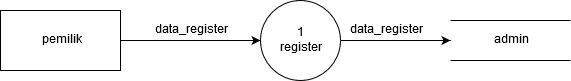 pemilik
data_register
1
register
data_register
admin